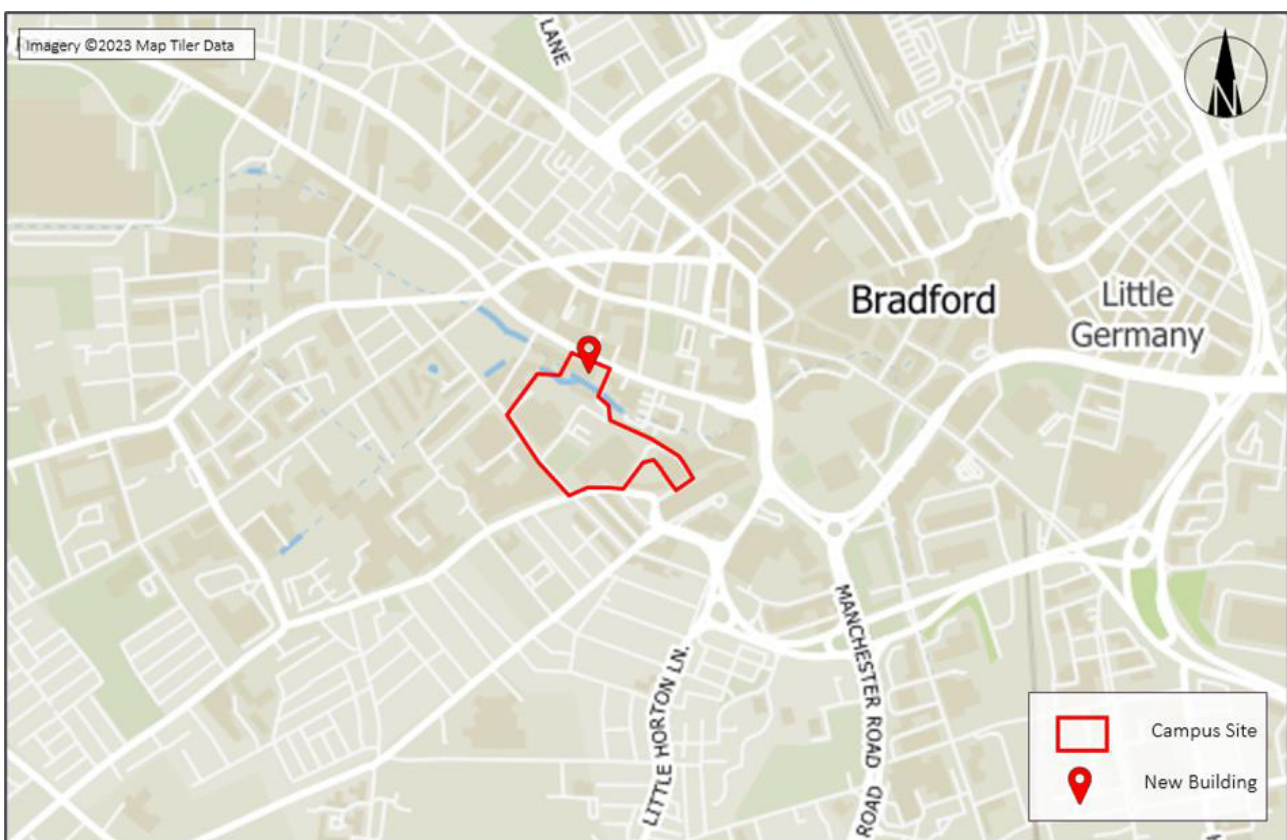 Imagery ©2023 Map Tiler Data
LANE
N
Bradford
Little
Germany
LITTLE HORTON LN.
MANCHESTER ROAD
ROAD
Campus Site
New Building